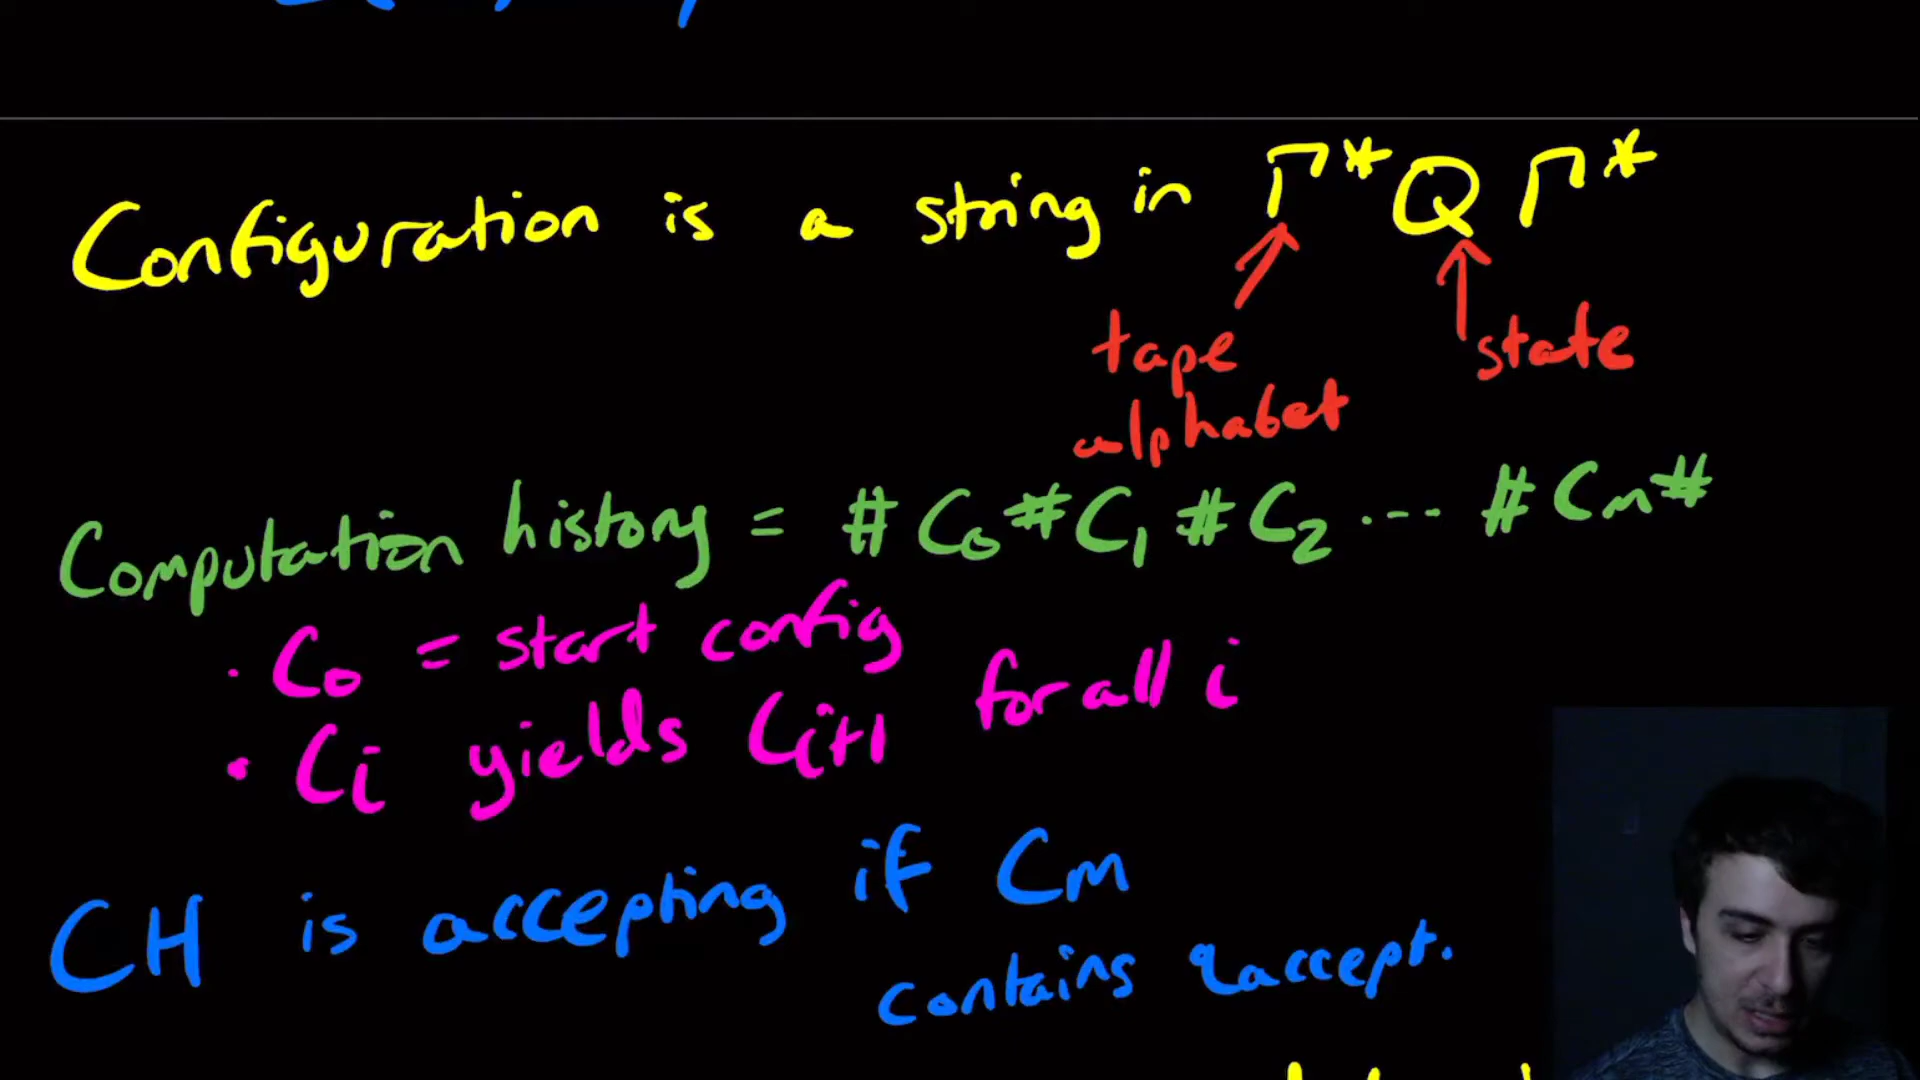 Configuration is a string in Γ* Q Γ*
tape
alphabet
state
Computation history = # C₀ # C₁ # C₂ ... # Cₘ #
· C₀ = start config
· Cᵢ yields Cᵢ₊₁ for all i
CH is accepting if Cₘ
contains qaccept.